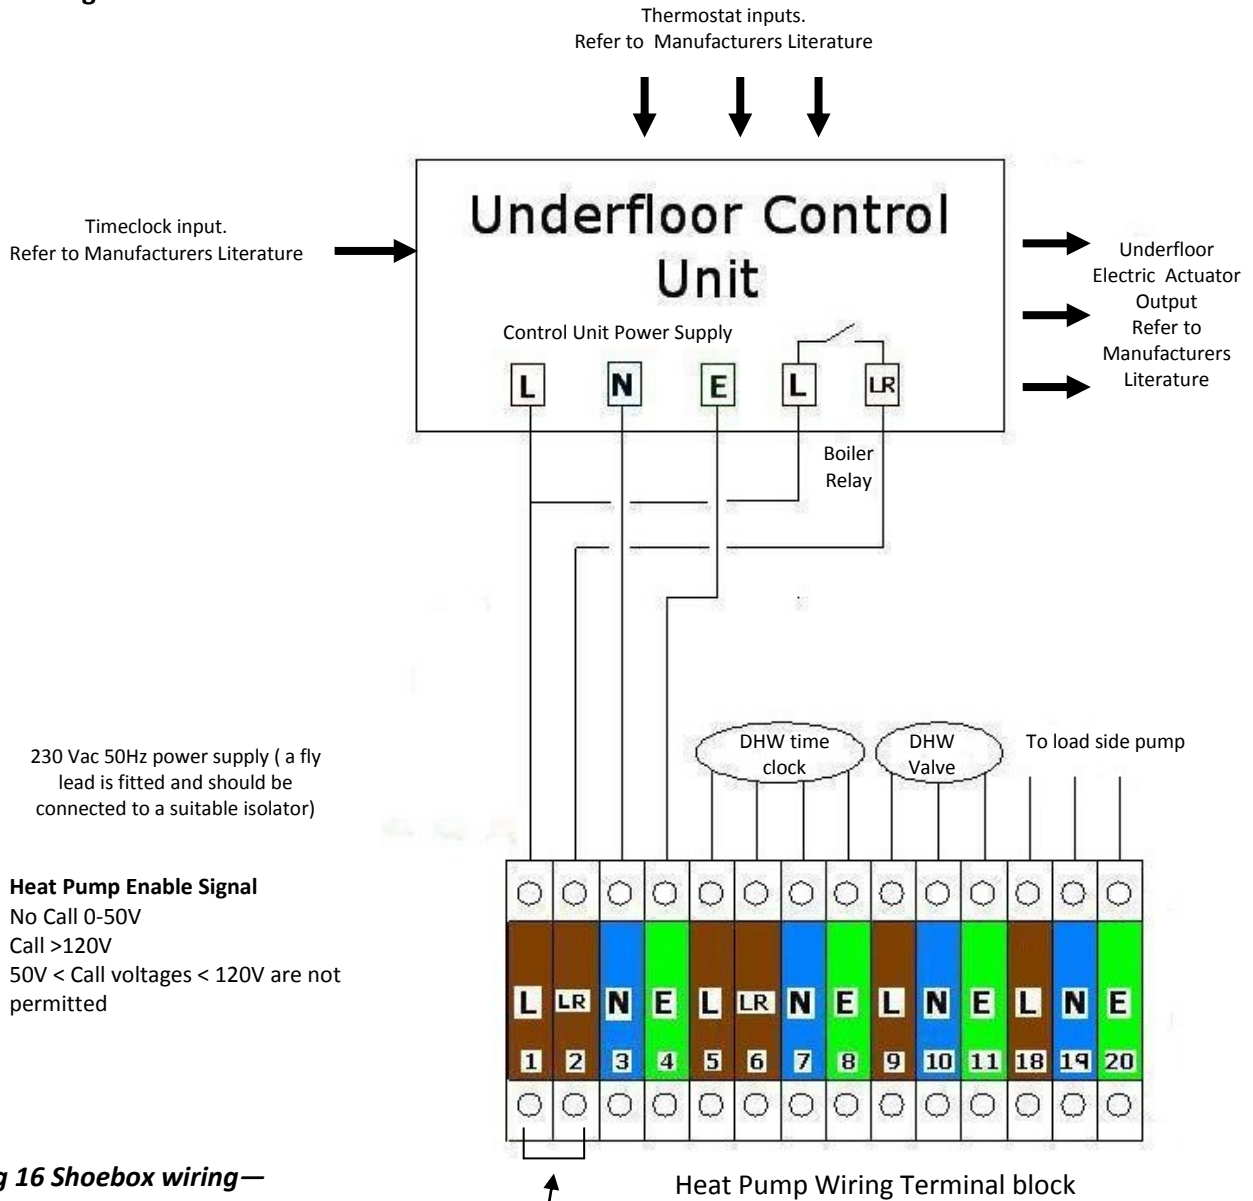 Thermostat inputs.
Refer to Manufacturers Literature
Timeclock input.
Refer to Manufacturers Literature
Underfloor Control
Unit
Control Unit Power Supply
L N E L LR
Boiler
Relay
Underfloor
Electric Actuator
Output
Refer to
Manufacturers
Literature
230 Vac 50Hz power supply ( a fly
lead is fitted and should be
connected to a suitable isolator)
DHW time
clock
DHW
Valve
To load side pump
Heat Pump Enable Signal
No Call 0-50V
Call >120V
50V < Call voltages < 120V are not
permitted
L LR N E L LR N E L N E L N E
1 2 3 4 5 6 7 8 9 10 11 18 19 20
g 16 Shoebox wiring—
Heat Pump Wiring Terminal block